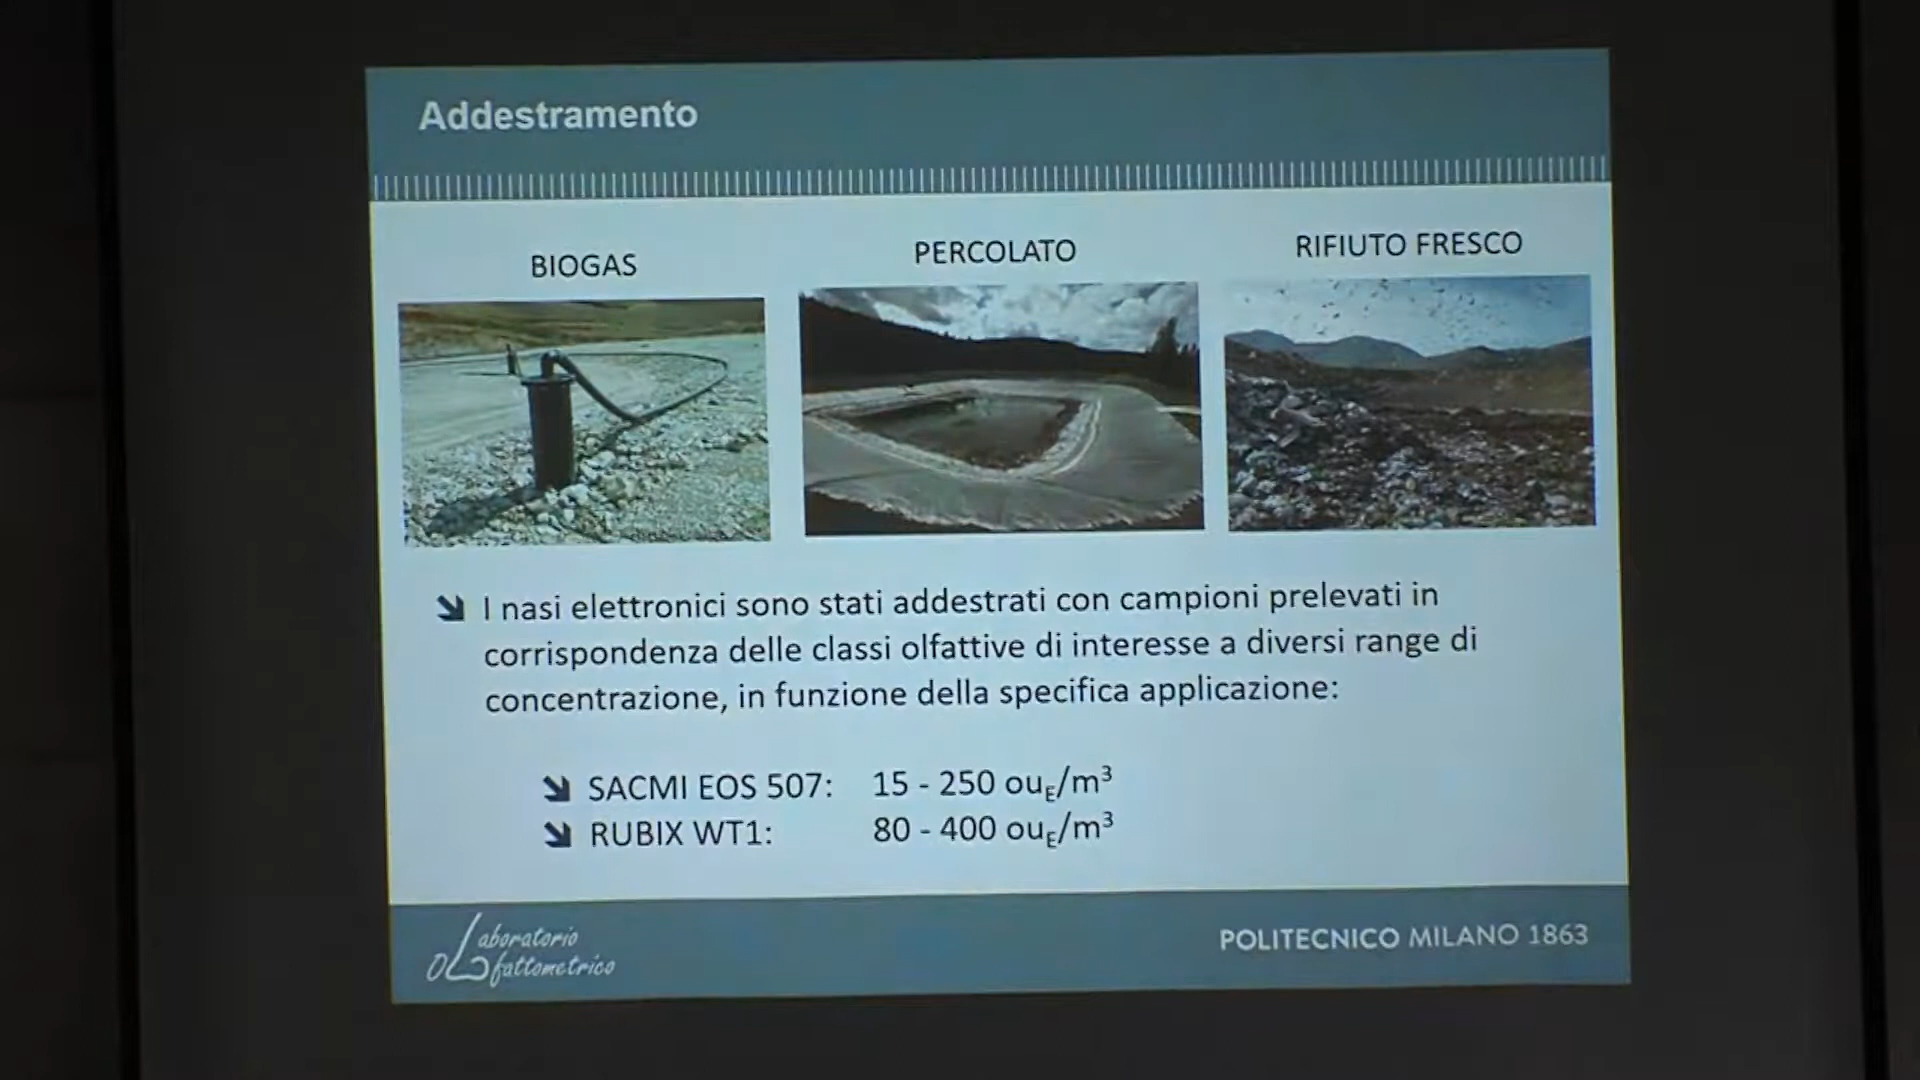 Addestramento
BIOGAS
PERCOLATO
RIFIUTO FRESCO
I nasi elettronici sono stati addestrati con campioni prelevati in
corrispondenza delle classi olfattive di interesse a diversi range di
concentrazione, in funzione della specifica applicazione:
SACMI EOS 507: 15 - 250 ouE/m³
RUBIX WT1: 80 - 400 ouE/m³
Laboratorio
Olfattometrico
POLITECNICO MILANO 1863